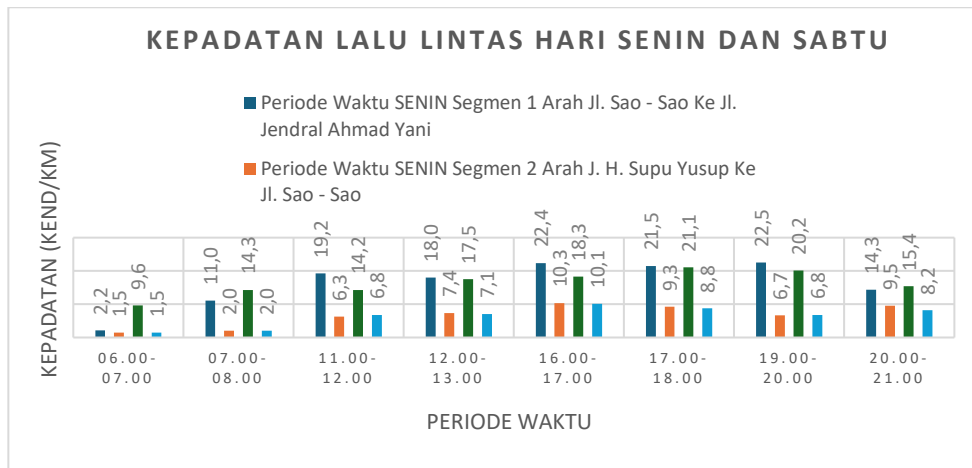 KEPADATAN LALU LINTAS HARI SENIN DAN SABTU
Periode Waktu SENIN Segmen 1 Arah Jl. Sao - Sao Ke Jl.
Jendral Ahmad Yani
Periode Waktu SENIN Segmen 2 Arah J. H. Supu Yusup Ke
Jl. Sao - Sao
KEPADATAN (KEND/KM)
2,2 1,5 9,6 1,5
11,0 2,0 14,3 2,0
19,2 6,3 14,2 6,8
18,0 7,4 17,5 7,1
22,4 10,3 18,3 10,1
21,5 9,3 21,1 8,8
22,5 6,7 20,2 6,8
14,3 9,5 15,4 8,2
06.00-
07.00
07.00-
08.00
11.00-
12.00
12.00-
13.00
16.00-
17.00
17.00-
18.00
19.00-
20.00
20.00-
21.00
PERIODE WAKTU